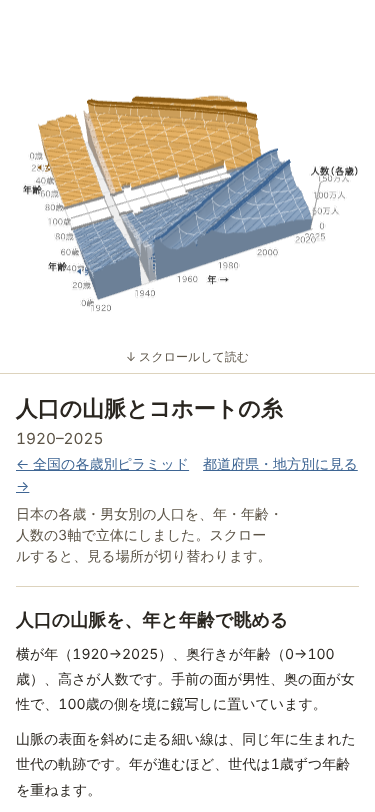 人数(各歳)
150万人
100万人
50万人
0
0歳
40歳
年齢
60歳
80歳
100歳
80歳
60歳
年齢
20歳
0歳
1920
1940
1960
1980
2000
2020
2025
年 →
↓ スクロールして読む
人口の山脈とコホートの糸
1920–2025
← 全国の各歳別ピラミッド 都道府県・地方別に見る
→
日本の各歳・男女別の人口を、年・年齢・
人数の3軸で立体にしました。スクロー
ルすると、見る場所が切り替わります。
人口の山脈を、年と年齢で眺める
横が年（1920→2025）、奥行きが年齢（0→100
歳）、高さが人数です。手前の面が男性、奥の面が女
性で、100歳の側を境に鏡写しに置いています。
山脈の表面を斜めに走る細い線は、同じ年に生まれた
世代の軌跡です。年が進むほど、世代は1歳ずつ年齢
を重ねます。